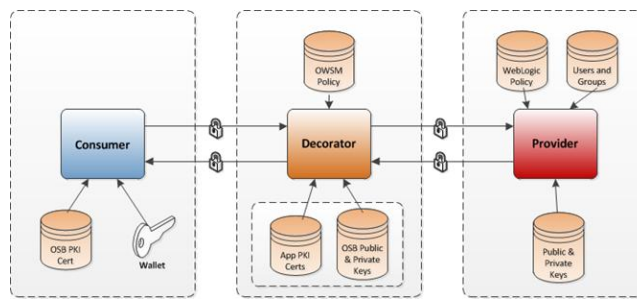 OWSM
Policy
WebLogic
Policy
Users and
Groups
Consumer
Decorator
Provider
OSB PKI
Cert
Wallet
App PKI
Certs
OSB Public
& Private
Keys
Public &
Private
Keys